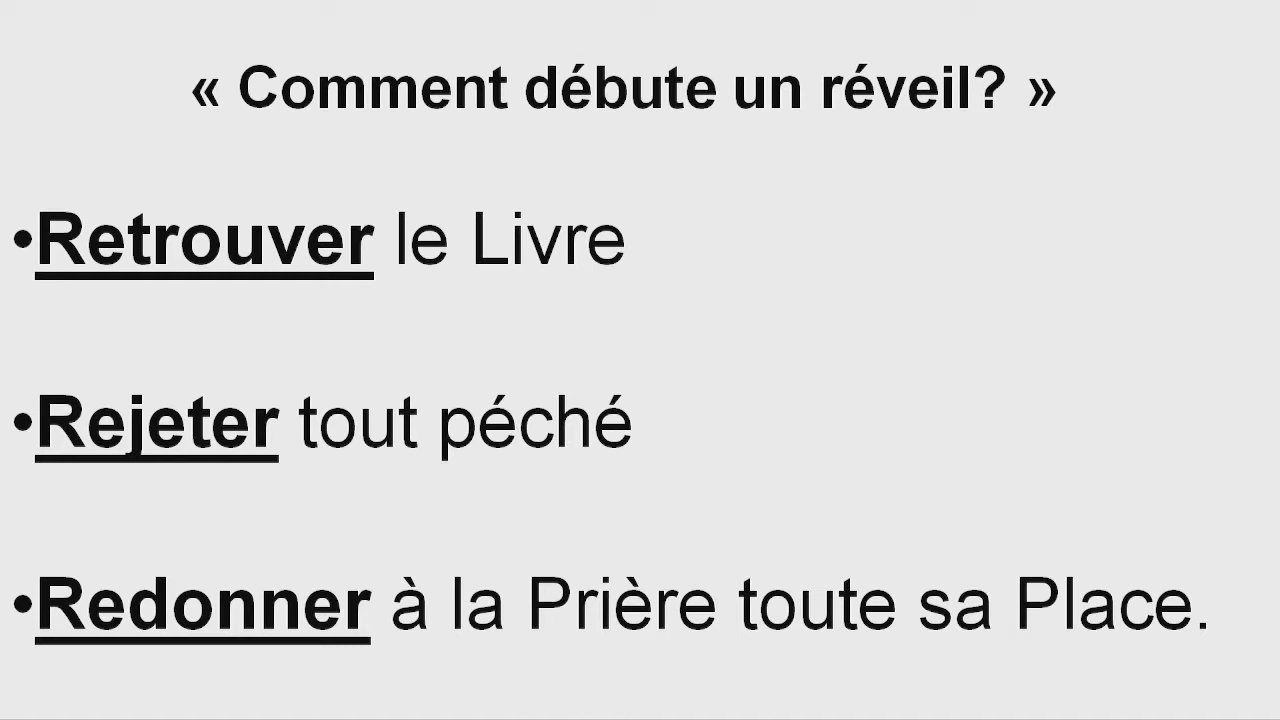 « Comment débute un réveil? »
•Retrouver le Livre
•Rejeter tout péché
•Redonner à la Prière toute sa Place.